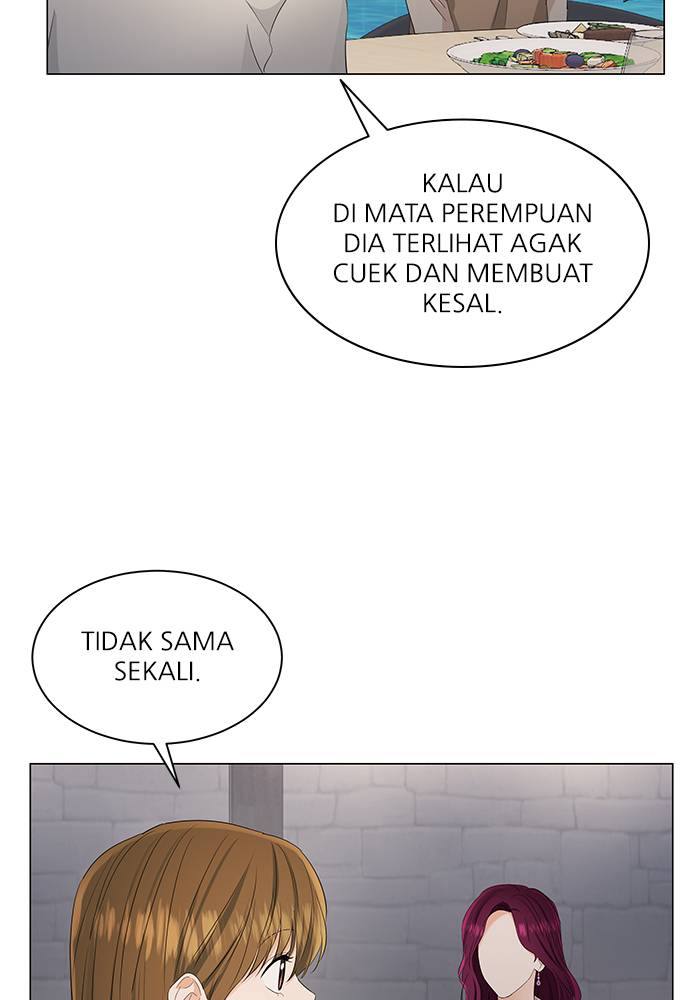 KALAU
DI MATA PEREMPUAN
DIA TERLIHAT AGAK
CUEK DAN MEMBUAT
KESAL.
TIDAK SAMA
SEKALI.